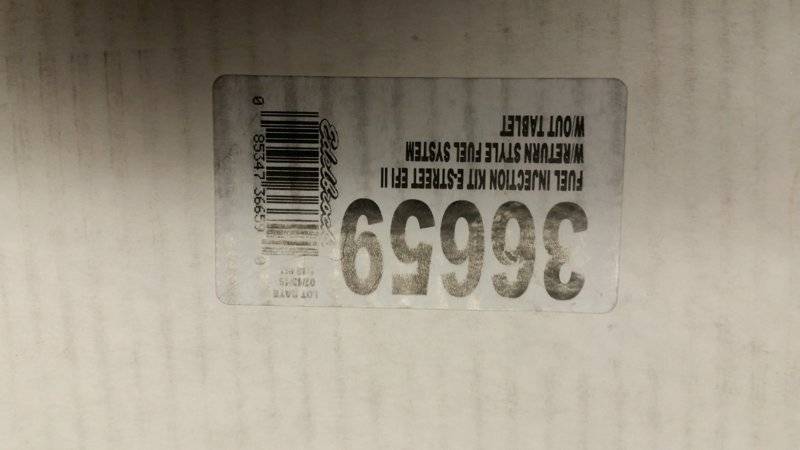 36659
FUEL INJECTION KIT E-STREET EFI II
W/RETURN STYLE FUEL SYSTEM
W/OUT TABLET
LOT DATE
Edelbrock
0 85347 36659 0